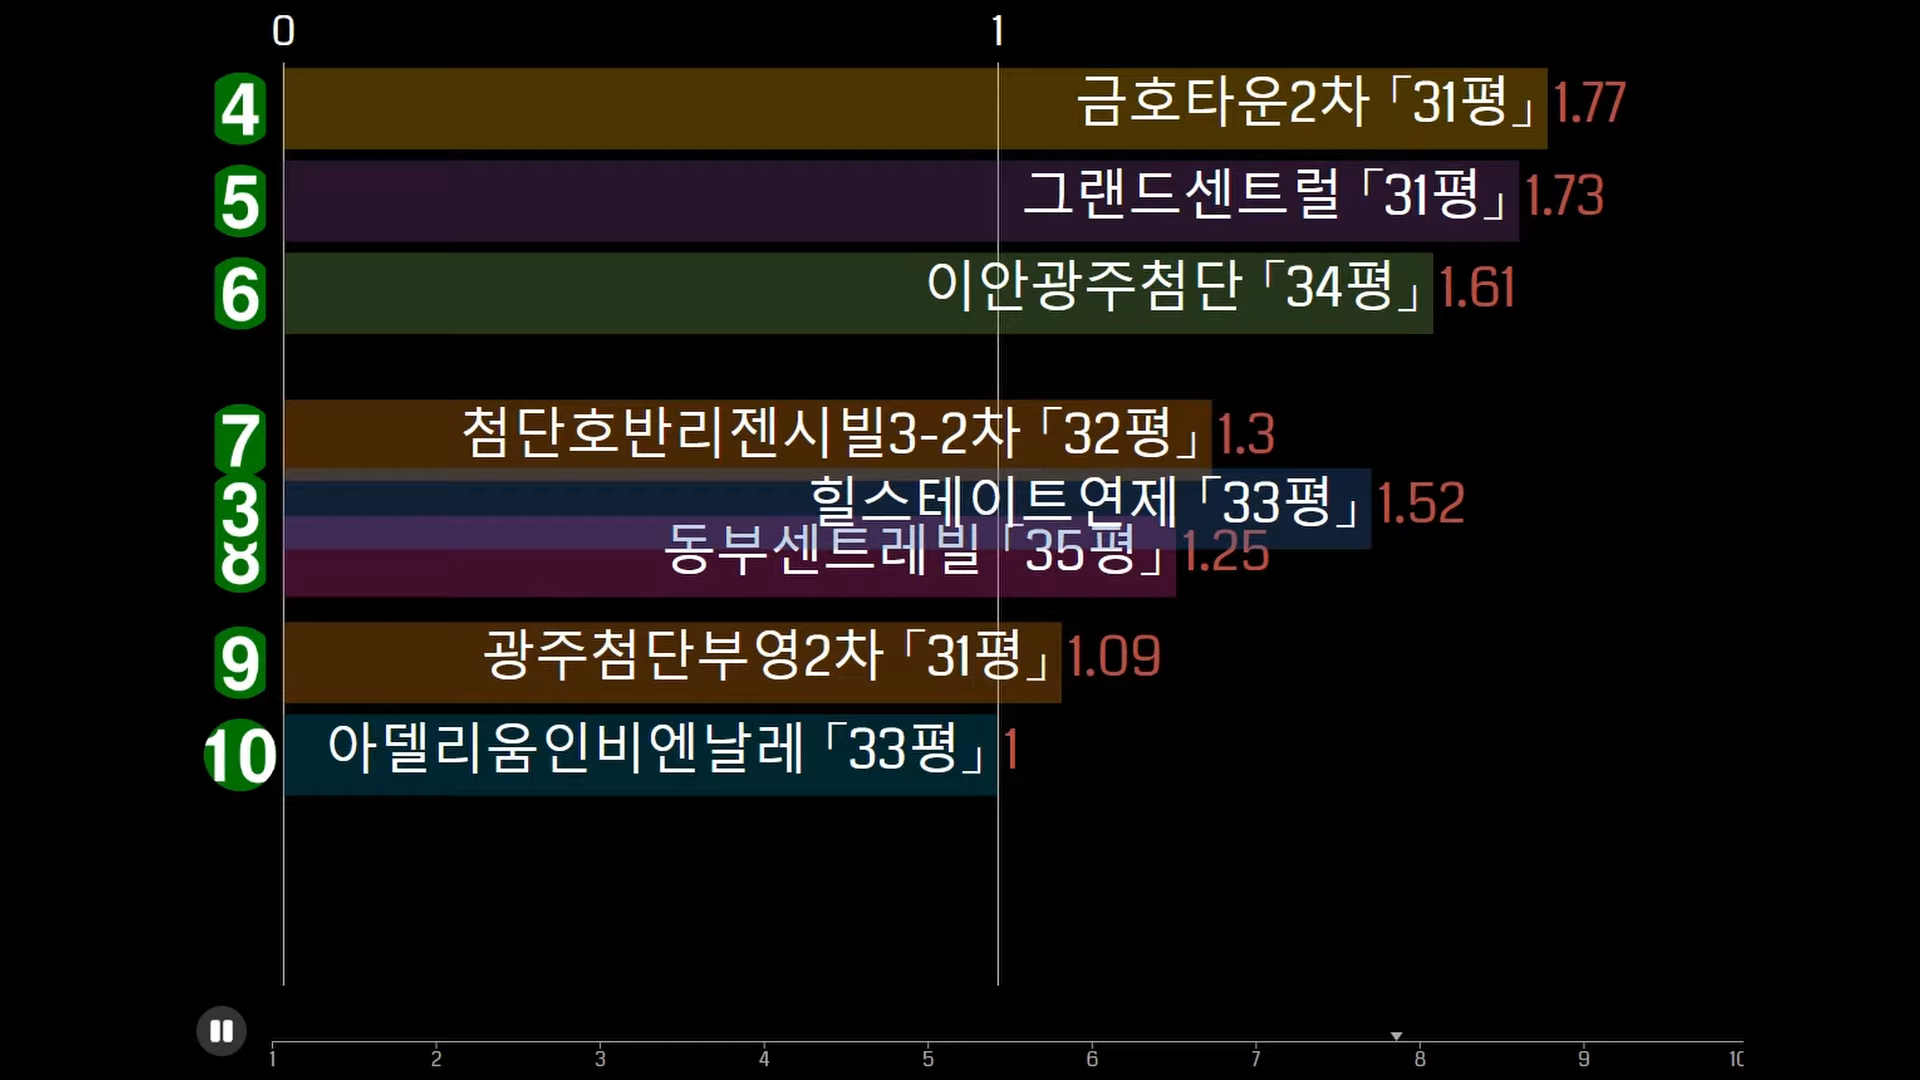 0 1
4 금호타운2차「31평」 1.77
5 그랜드센트럴「31평」 1.73
6 이안광주첨단「34평」 1.61
7 첨단호반리젠시빌3-2차「32평」 1.3
3 힐스테이트연제「33평」 1.52
8 동부센트레빌「35평」 1.25
9 광주첨단부영2차「31평」 1.09
10 아델리움인비엔날레「33평」 1
1 2 3 4 5 6 7 8 9 10